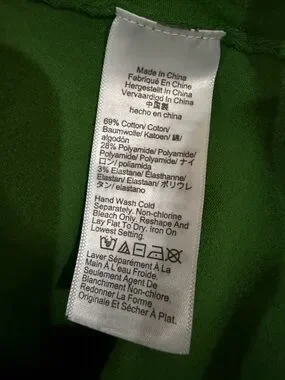 Made In China
Fabriqué En Chine
Hergestellt In China
Vervaardigd In China
中国製
hecho en china
69% Cotton/ Coton/
Baumwolle/ Katoen/ 綿/
algodón
28% Polyamide/ Polyamide/
Polyamide/ Polyamide/ ナイ
ロン/ poliamida
3% Elastane/ Élasthanne/
Elastan/ Elastaan/ ポリウレ
タン/ elastano
Hand Wash Cold
Separately. Non-chlorine
Bleach Only. Reshape And
Lay Flat To Dry. Iron On
Lowest Setting.
Laver Séparément À La
Main À L'eau Froide.
Seulement Agent De
Blanchiment Non-chlore.
Redonner La Forme
Originale Et Sécher À Plat.